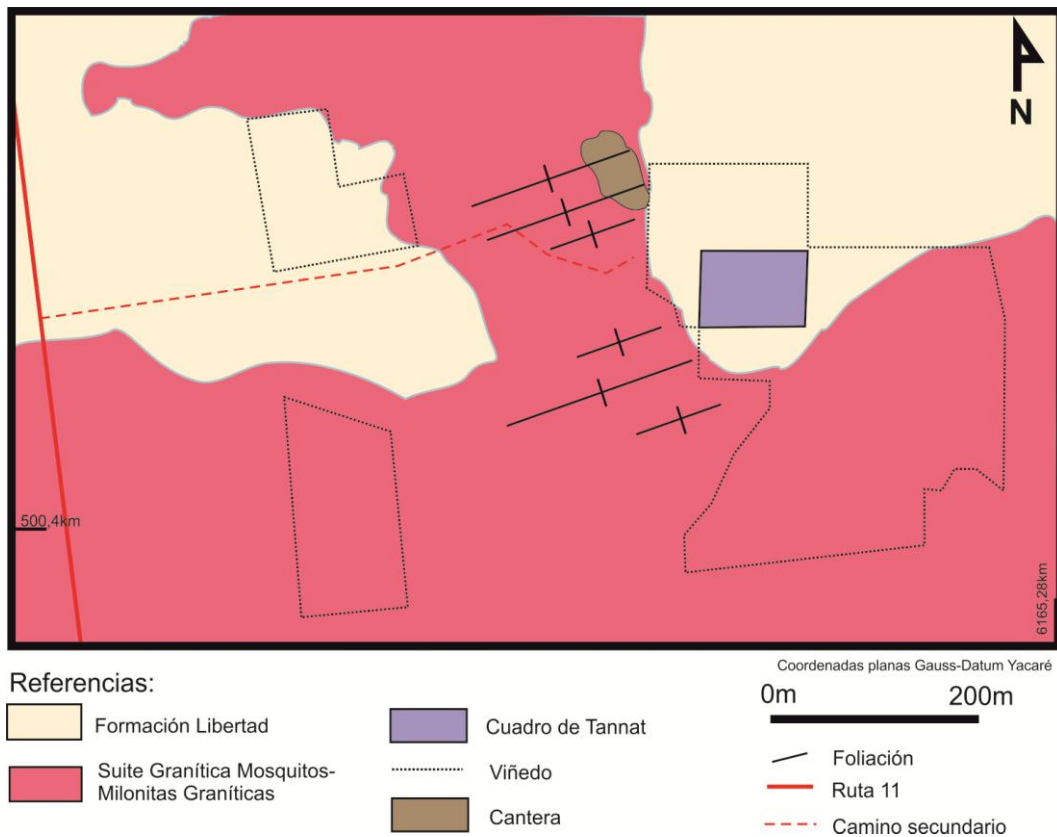 N
500,4km
6165,28km
Coordenadas planas Gauss-Datum Yacaré
Referencias:
Formación Libertad
Suite Granítica Mosquitos-
Milonitas Graníticas
Cuadro de Tannat
Viñedo
Cantera
0m 200m
Foliación
Ruta 11
Camino secundario